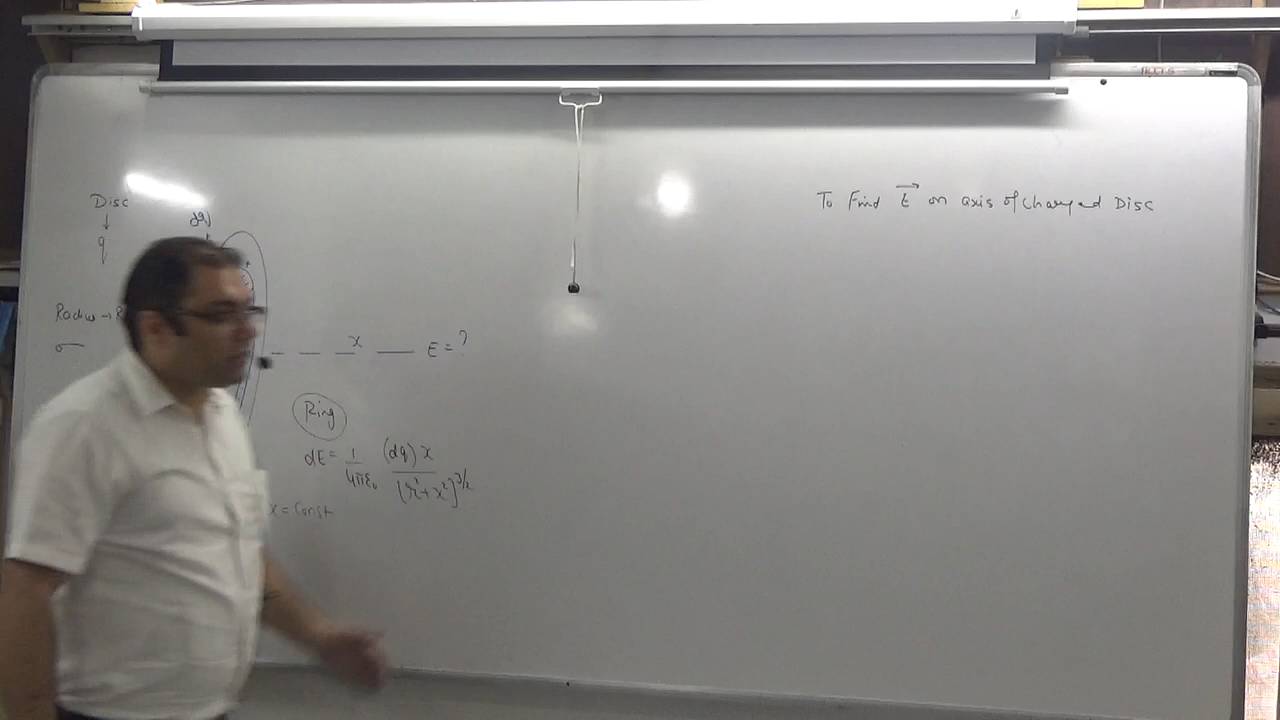 To Find E→ on axis of charged Disc
Disc
↓
q
dq
Radius → R
σ
x
E = ?
Ring
dE = 1/4πε₀ (dq) x / [r² + x²]^3/2
x = Const